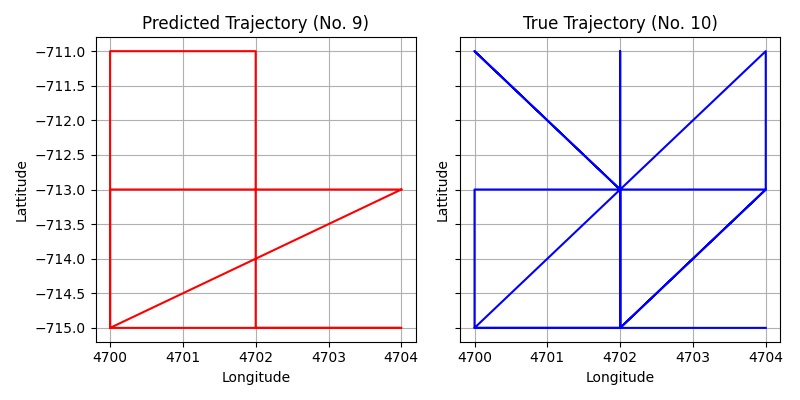 Predicted Trajectory (No. 9)
True Trajectory (No. 10)
−711.0
−711.5
−712.0
−712.5
−713.0
−713.5
−714.0
−714.5
−715.0
Lattitude
Lattitude
4700 4701 4702 4703 4704
4700 4701 4702 4703 4704
Longitude
Longitude